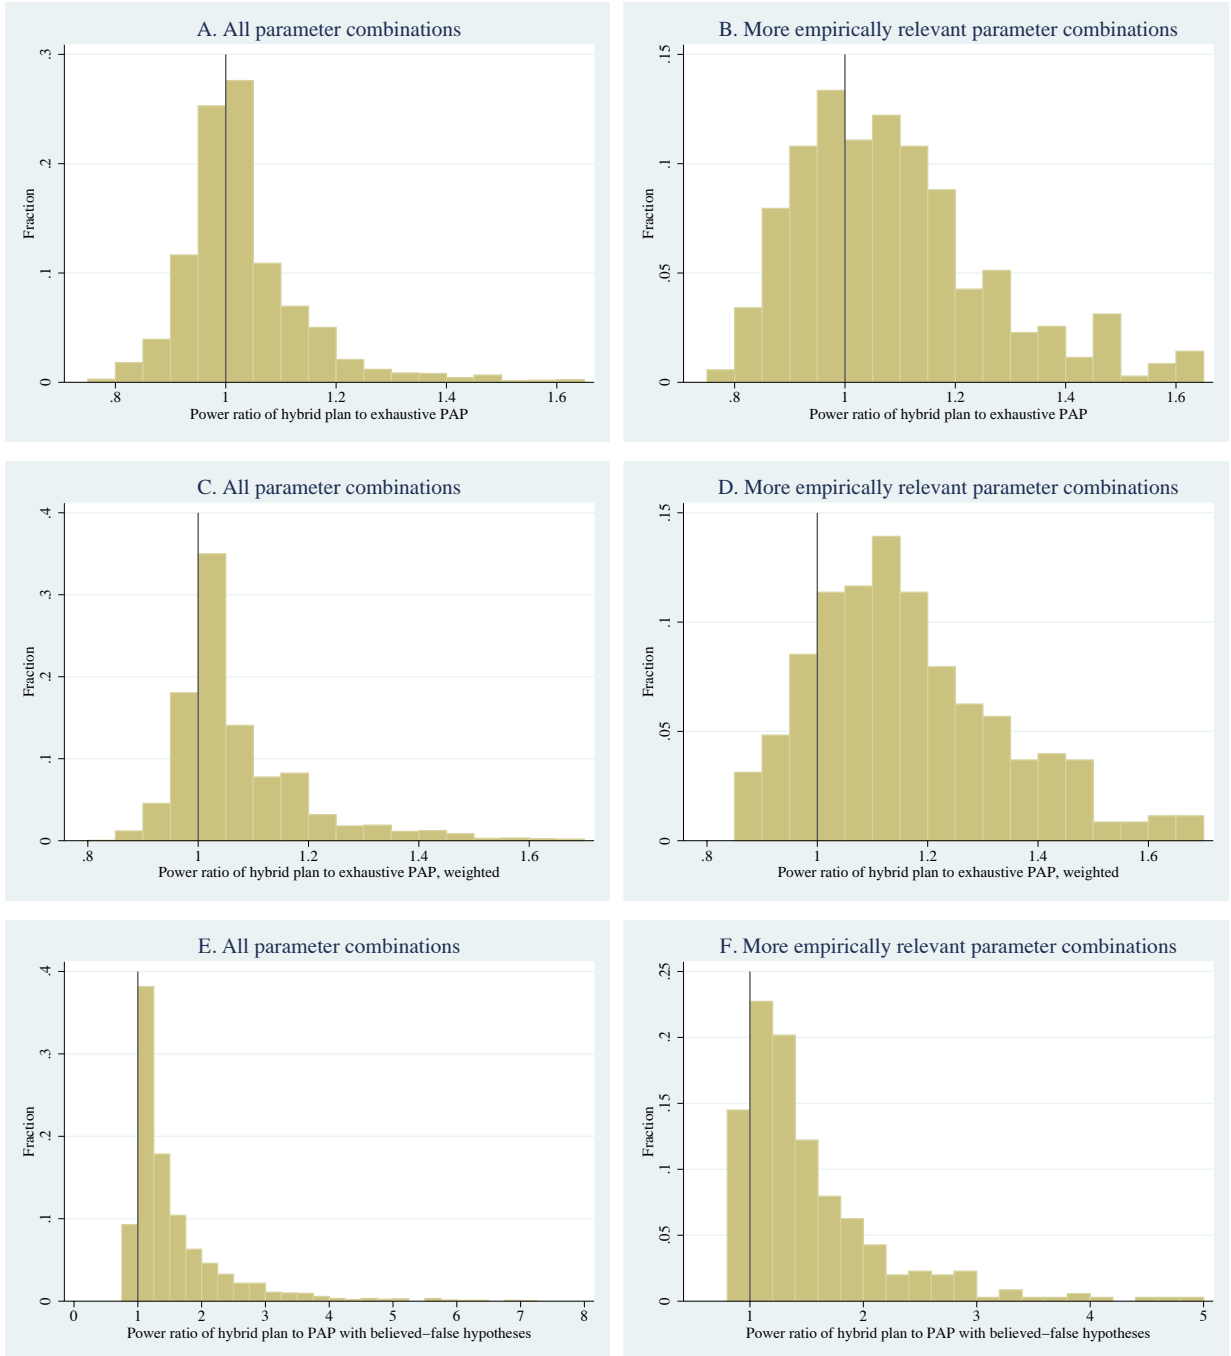 A. All parameter combinations
.3
.2
.1
0
Fraction
.8 1 1.2 1.4 1.6
Power ratio of hybrid plan to exhaustive PAP
B. More empirically relevant parameter combinations
.15
.1
.05
0
Fraction
.8 1 1.2 1.4 1.6
Power ratio of hybrid plan to exhaustive PAP
C. All parameter combinations
.4
.3
.2
.1
0
Fraction
.8 1 1.2 1.4 1.6
Power ratio of hybrid plan to exhaustive PAP, weighted
D. More empirically relevant parameter combinations
.15
.1
.05
0
Fraction
.8 1 1.2 1.4 1.6
Power ratio of hybrid plan to exhaustive PAP, weighted
E. All parameter combinations
.4
.3
.2
.1
0
Fraction
0 1 2 3 4 5 6 7 8
Power ratio of hybrid plan to PAP with believed−false hypotheses
F. More empirically relevant parameter combinations
.25
.2
.15
.1
.05
0
Fraction
1 2 3 4 5
Power ratio of hybrid plan to PAP with believed−false hypotheses